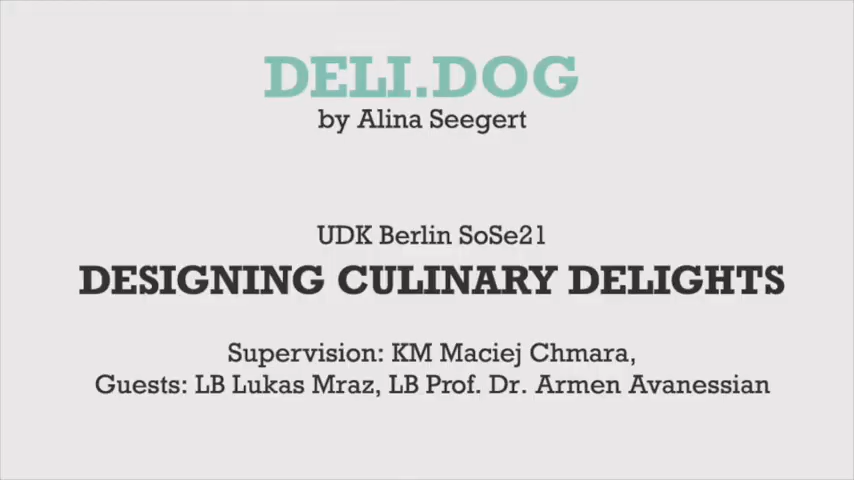 DELI.DOG
by Alina Seegert
UDK Berlin SoSe21
DESIGNING CULINARY DELIGHTS
Supervision: KM Maciej Chmara,
Guests: LB Lukas Mraz, LB Prof. Dr. Armen Avanessian